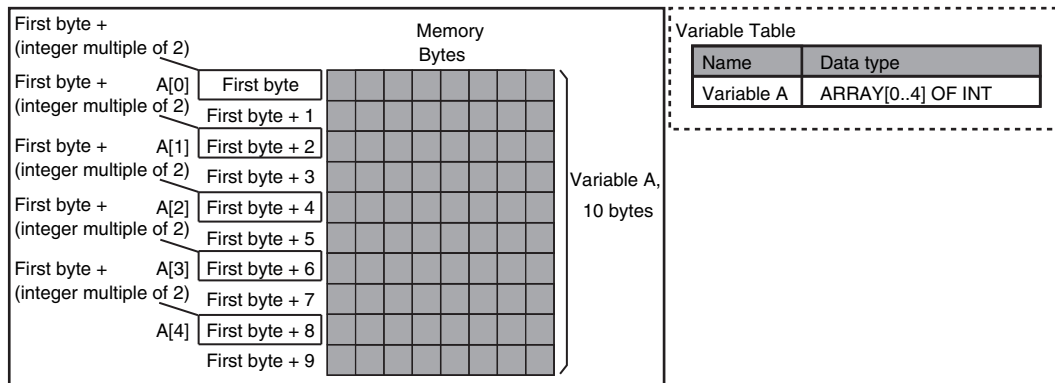 First byte +
(integer multiple of 2)
Memory
Bytes
First byte +
(integer multiple of 2)
A[0]
First byte
First byte + 1
First byte +
(integer multiple of 2)
A[1]
First byte + 2
First byte + 3
First byte +
(integer multiple of 2)
A[2]
First byte + 4
First byte + 5
First byte +
(integer multiple of 2)
A[3]
First byte + 6
First byte + 7
A[4]
First byte + 8
First byte + 9
Variable A,
10 bytes
Variable Table
Name Data type
Variable A ARRAY[0..4] OF INT